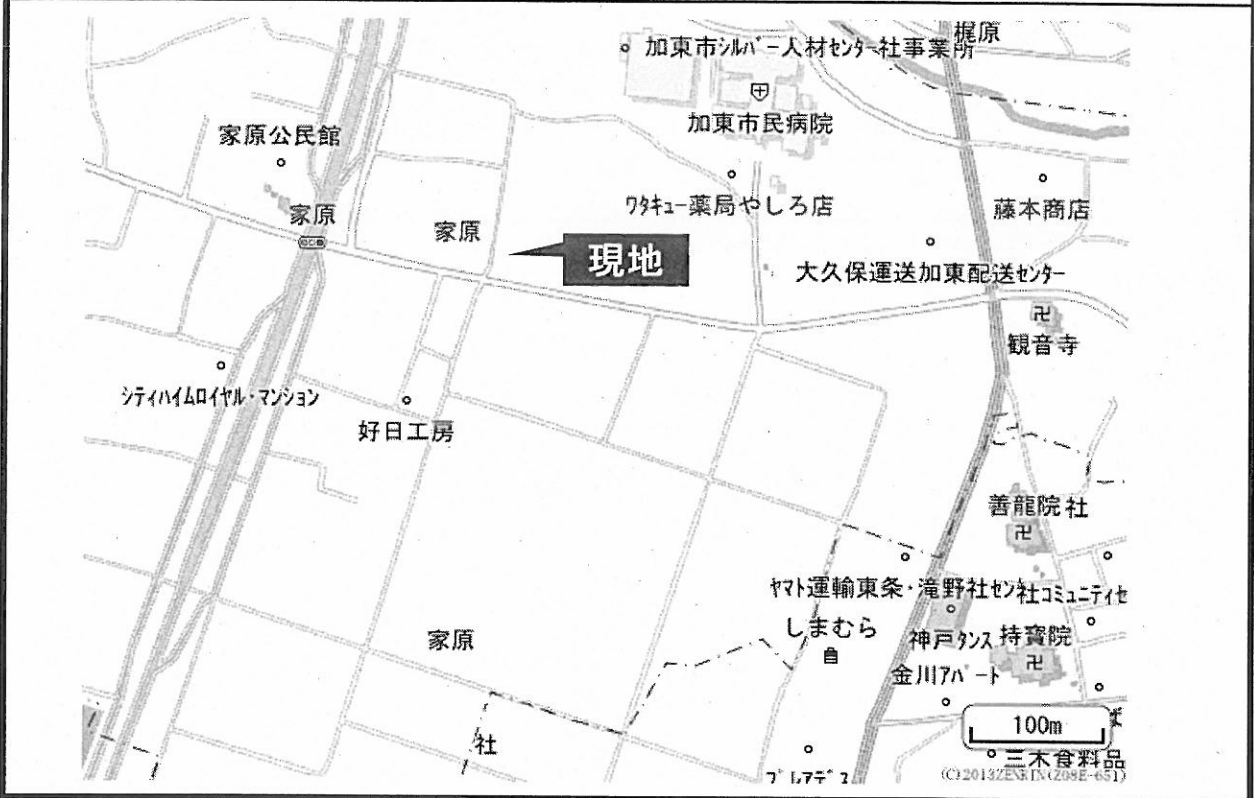 梶原
加東市シルバー人材センター社事業所
加東市民病院
家原公民館
ワタキュー薬局やしろ店
藤本商店
家原
家原
現地
大久保運送加東配送センター
観音寺
シティハイムロイヤル・マンション
好日工房
善龍院
社
ヤマト運輸東条・滝野社セン
社コミュニティセ
しまむら
家原
神戸タンス
持寳院
金川アパート
100m
社
三木食料品
プレアデス
(C)2013ZENRIN(Z08E-651)